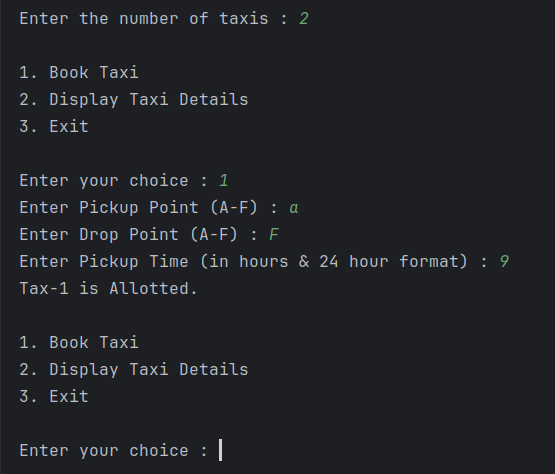 Enter the number of taxis : 2
1. Book Taxi
2. Display Taxi Details
3. Exit
Enter your choice : 1
Enter Pickup Point (A-F) : a
Enter Drop Point (A-F) : F
Enter Pickup Time (in hours & 24 hour format) : 9
Tax-1 is Allotted.
1. Book Taxi
2. Display Taxi Details
3. Exit
Enter your choice :